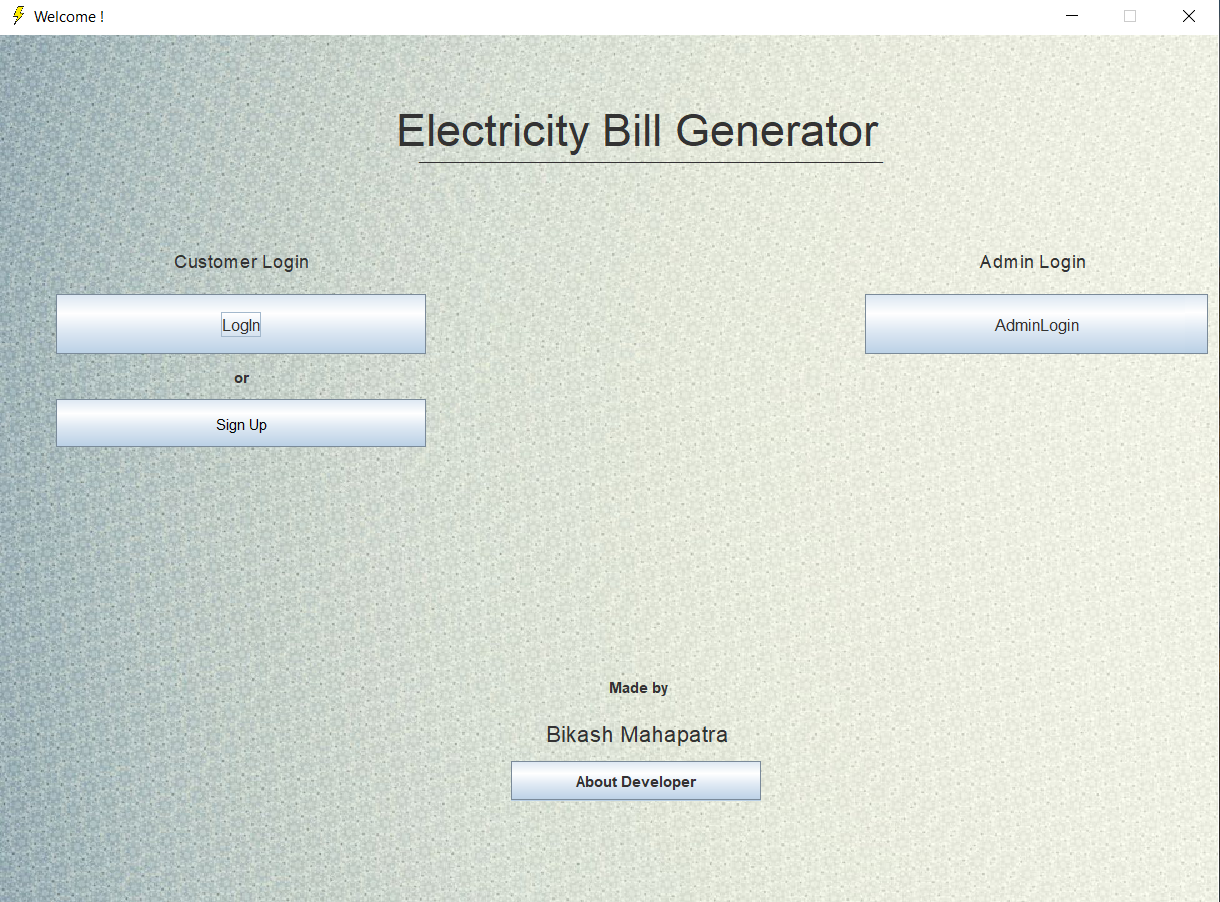 Welcome !
Electricity Bill Generator
Customer Login
Admin Login
LogIn
AdminLogin
or
Sign Up
Made by
Bikash Mahapatra
About Developer